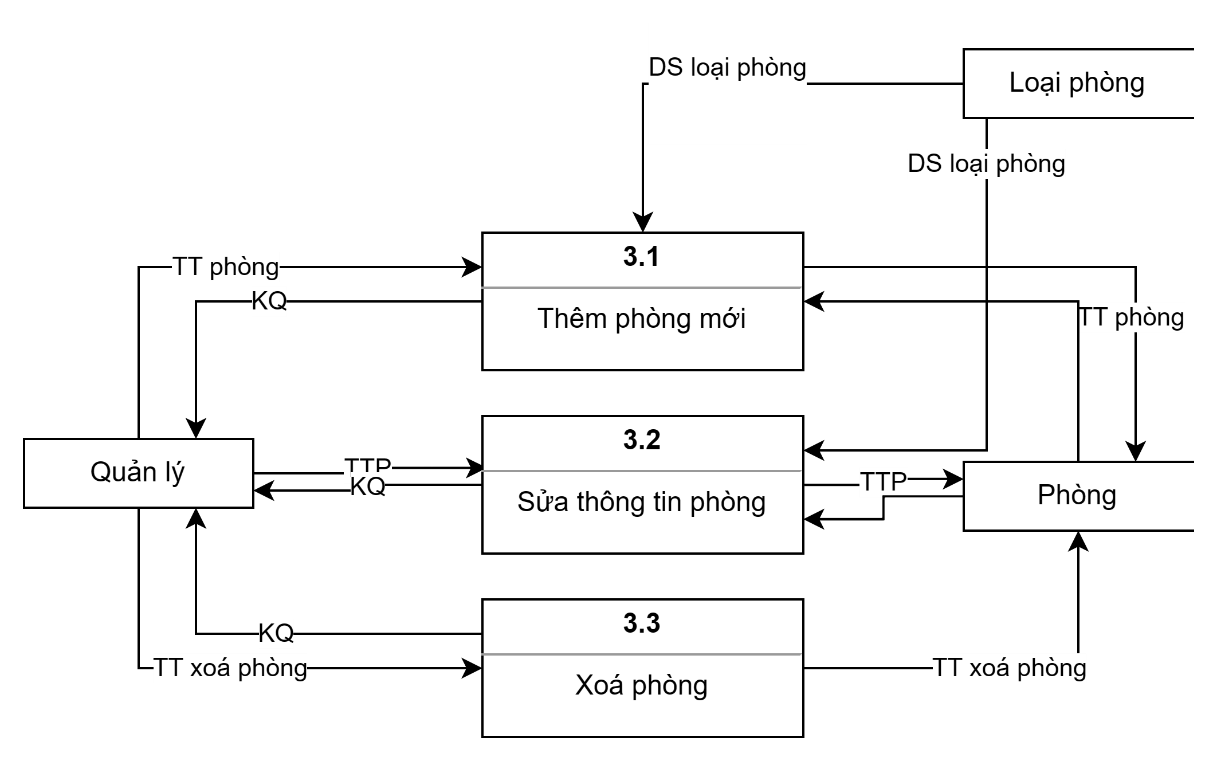 DS loại phòng
Loại phòng
DS loại phòng
3.1
TT phòng
KQ
Thêm phòng mới
TT phòng
3.2
Quản lý
TTP
KQ
Sửa thông tin phòng
TTP
Phòng
3.3
KQ
TT xoá phòng
Xoá phòng
TT xoá phòng